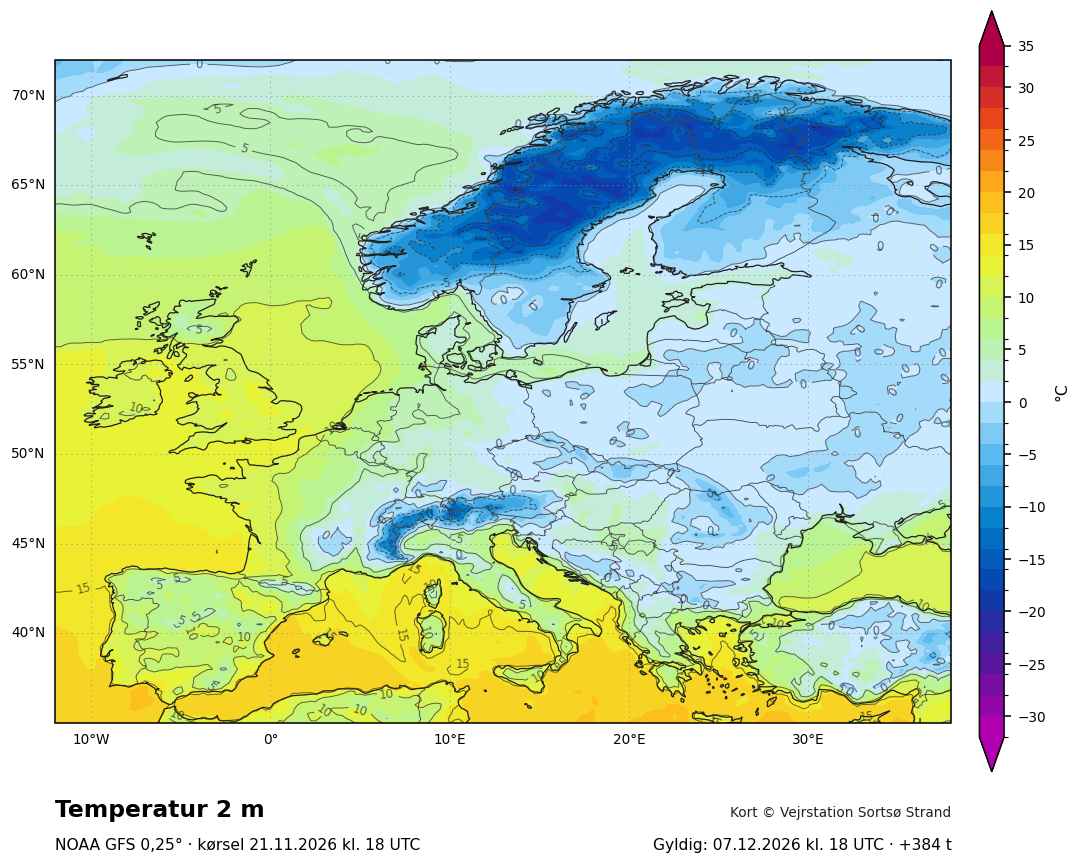 70°N
65°N
60°N
55°N
50°N
45°N
40°N
10°W
0°
10°E
20°E
30°E
35
30
25
20
15
10
5
0
−5
−10
−15
−20
−25
−30
°C
Temperatur 2 m
Kort © Vejrstation Sortsø Strand
NOAA GFS 0,25° · kørsel 21.11.2026 kl. 18 UTC
Gyldig: 07.12.2026 kl. 18 UTC · +384 t